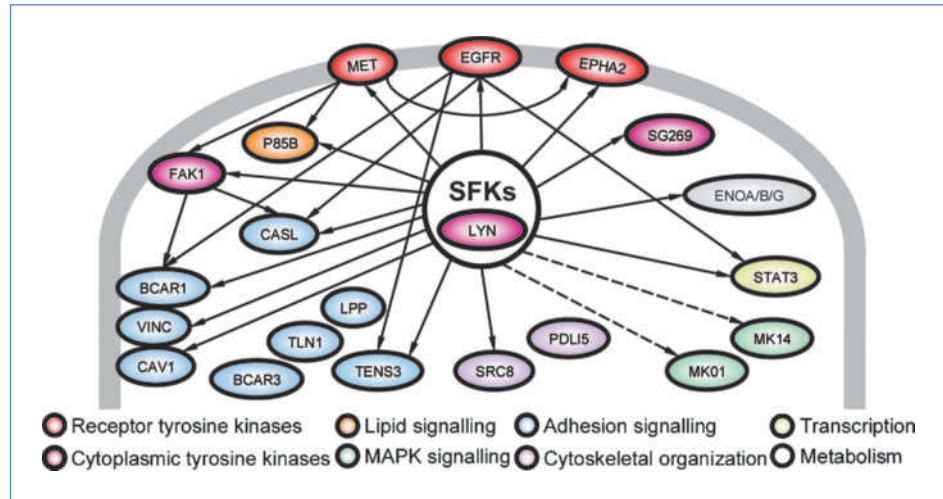 MET
EGFR
EPHA2
P85B
SG269
FAK1
SFKs
ENOA/B/G
CASL
LYN
BCAR1
STAT3
LPP
VINC
PDLI5
MK14
TLN1
CAV1
BCAR3
TENS3
SRC8
MK01
Receptor tyrosine kinases
Lipid signalling
Adhesion signalling
Transcription
Cytoplasmic tyrosine kinases
MAPK signalling
Cytoskeletal organization
Metabolism